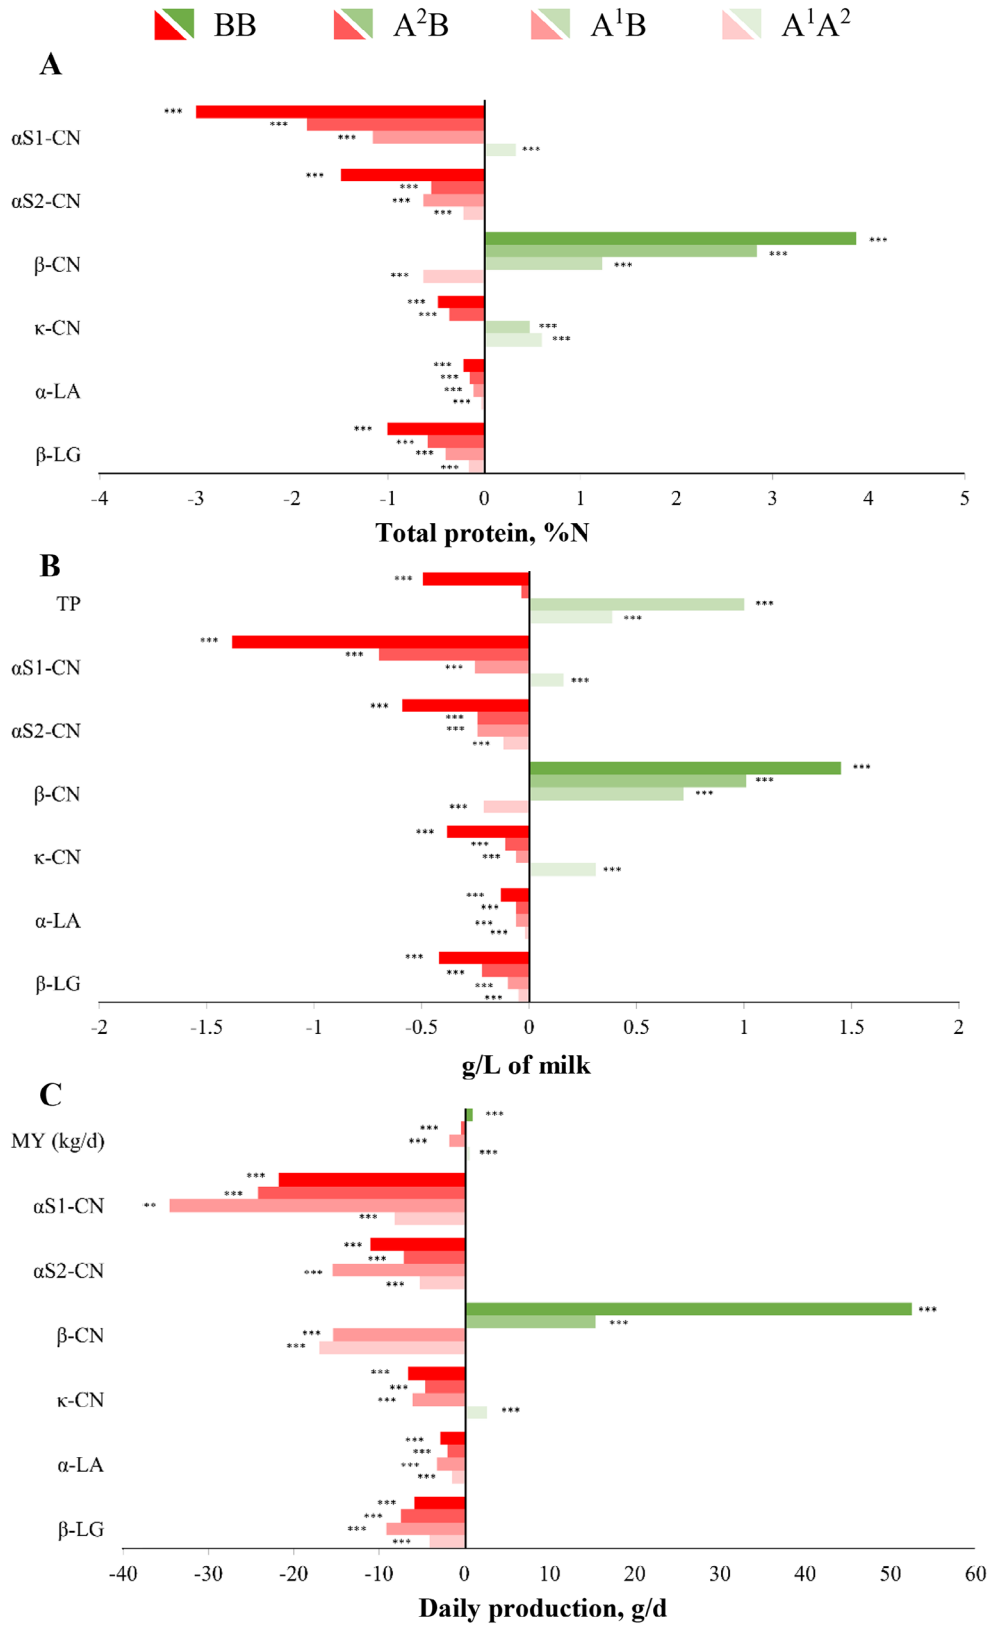 BB A²B A¹B A¹A²
A
***
αS1-CN *** *** ***
αS2-CN *** *** *** ***
β-CN *** *** *** ***
κ-CN *** *** *** ***
α-LA *** *** *** ***
β-LG *** *** *** ***
-4 -3 -2 -1 0 1 2 3 4 5
Total protein, %N
B
TP *** *** ***
αS1-CN *** *** *** ***
αS2-CN *** *** *** ***
β-CN *** *** *** ***
κ-CN *** *** *** ***
α-LA *** *** *** ***
β-LG *** *** *** ***
-2 -1.5 -1 -0.5 0 0.5 1 1.5 2
g/L of milk
C
MY (kg/d) *** *** *** ***
αS1-CN *** *** ** ***
αS2-CN *** *** *** ***
β-CN *** *** *** ***
κ-CN *** *** *** ***
α-LA *** *** *** ***
β-LG *** *** *** ***
-40 -30 -20 -10 0 10 20 30 40 50 60
Daily production, g/d